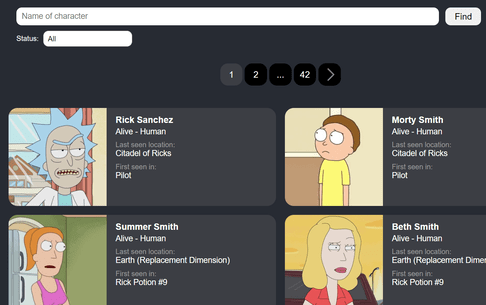 Name of character
Find
Status: All
1 2 ... 42
Rick Sanchez
Alive - Human
Last seen location:
Citadel of Ricks
First seen in:
Pilot
Morty Smith
Alive - Human
Last seen location:
Citadel of Ricks
First seen in:
Pilot
Summer Smith
Alive - Human
Last seen location:
Earth (Replacement Dimension)
First seen in:
Rick Potion #9
Beth Smith
Alive - Human
Last seen location:
Earth (Replacement Dimen
First seen in:
Rick Potion #9